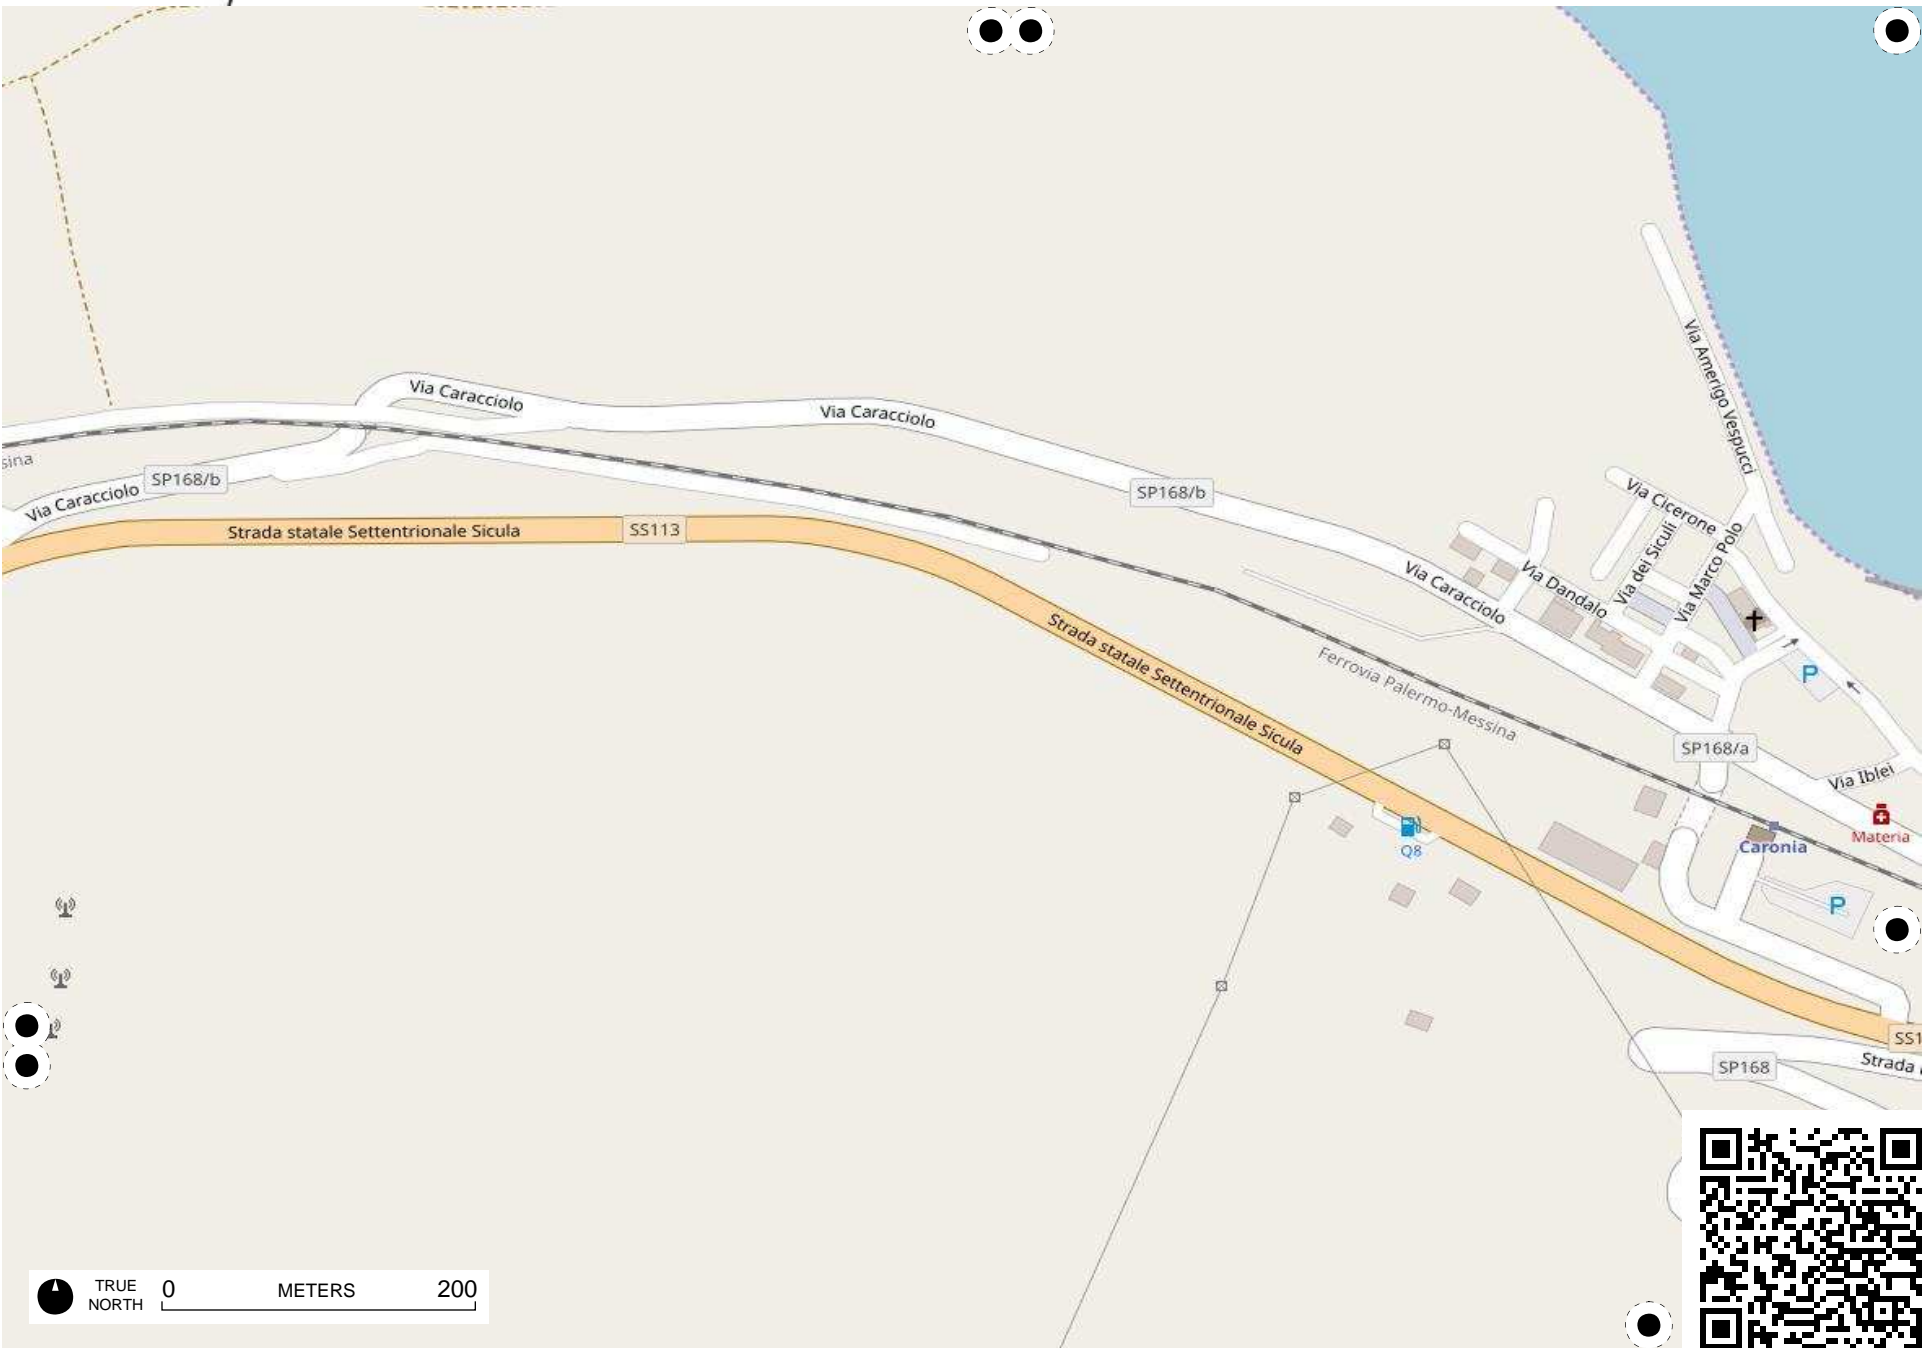 Via Caracciolo
Via Caracciolo
Via Amerigo Vespucci
sina
SP168/b
Via Caracciolo
SP168/b
Via Cicerone
Strada statale Settentrionale Sicula
SS113
Via dei Siculi
Via Marco Polo
Via Caracciolo
Via Dandalo
Strada statale Settentrionale Sicula
Ferrovia Palermo-Messina
P
SP168/a
Via Iblei
Q8
Caronia
Materia
P
SS1
SP168
Strada
TRUE
NORTH
0 METERS 200